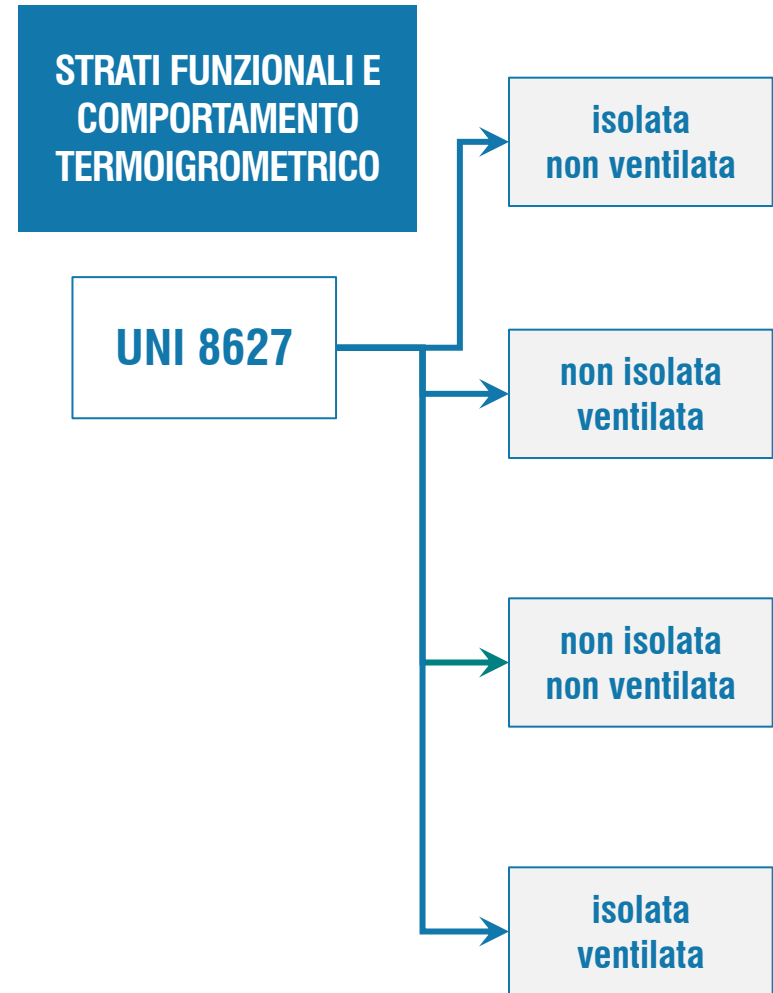 STRATI FUNZIONALI E
COMPORTAMENTO
TERMOIGROMETRICO
UNI 8627
isolata
non ventilata
non isolata
ventilata
non isolata
non ventilata
isolata
ventilata